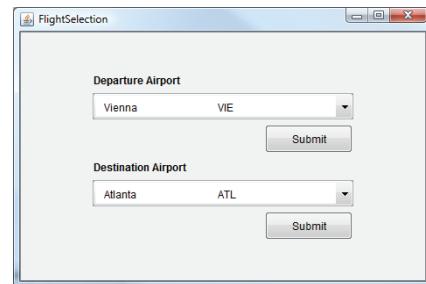 FlightSelection
Departure Airport
Vienna VIE
Submit
Destination Airport
Atlanta ATL
Submit